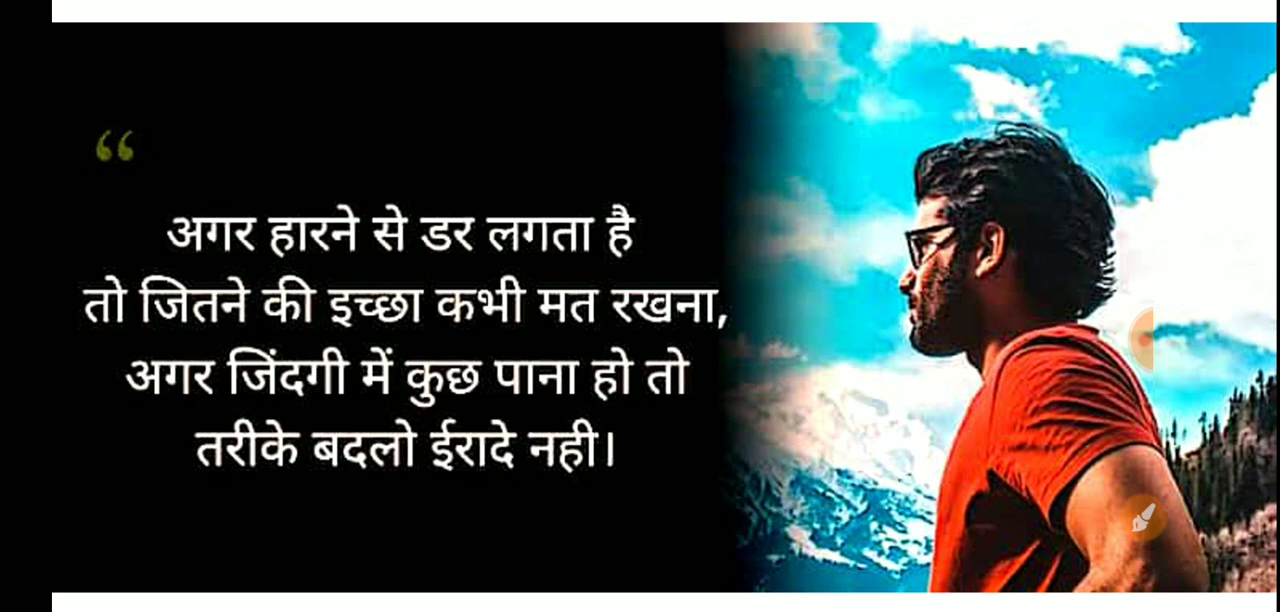 “
अगर हारने से डर लगता है
तो जितने की इच्छा कभी मत रखना,
अगर जिंदगी में कुछ पाना हो तो
तरीके बदलो ईरादे नही।